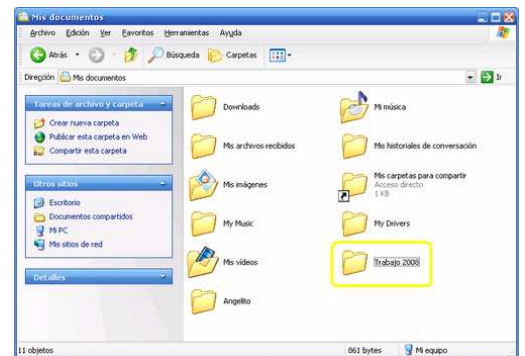 Mis documentos
Archivo Edición Ver Favoritos Herramientas Ayuda
Atrás Búsqueda Carpetas
Dirección Mis documentos Ir
Tareas de archivo y carpeta
Crear nueva carpeta
Publicar esta carpeta en Web
Compartir esta carpeta
Otros sitios
Escritorio
Documentos compartidos
Mi PC
Mis sitios de red
Detalles
Downloads
Mi música
Mis archivos recibidos
Mis historiales de conversación
Mis imágenes
Mis carpetas para compartir
Acceso directo
1 KB
My Music
My Drivers
Mis vídeos
Trabajo 2008
Angelito
11 objetos
861 bytes
Mi equipo